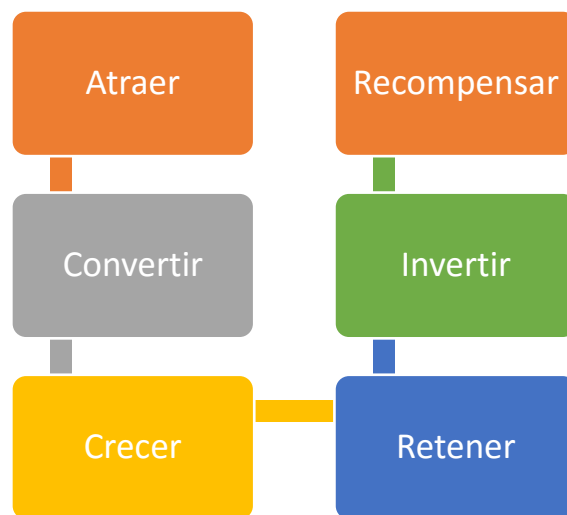 Atraer
Convertir
Crecer
Retener
Invertir
Recompensar